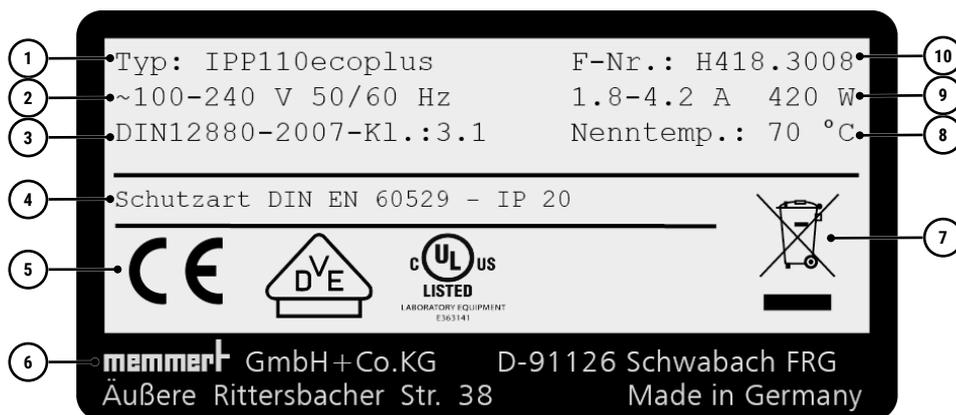 1 Typ: IPP110ecoplus F-Nr.: H418.3008 10
2 ~100-240 V 50/60 Hz 1.8-4.2 A 420 W 9
3 DIN12880-2007-Kl.:3.1 Nenntemp.: 70 °C 8
4 Schutzart DIN EN 60529 - IP 20
5 CE DVE C UL US 7
LISTED
LABORATORY EQUIPMENT
E363141
6 memmert GmbH+Co.KG D-91126 Schwabach FRG
Äußere Rittersbacher Str. 38 Made in Germany